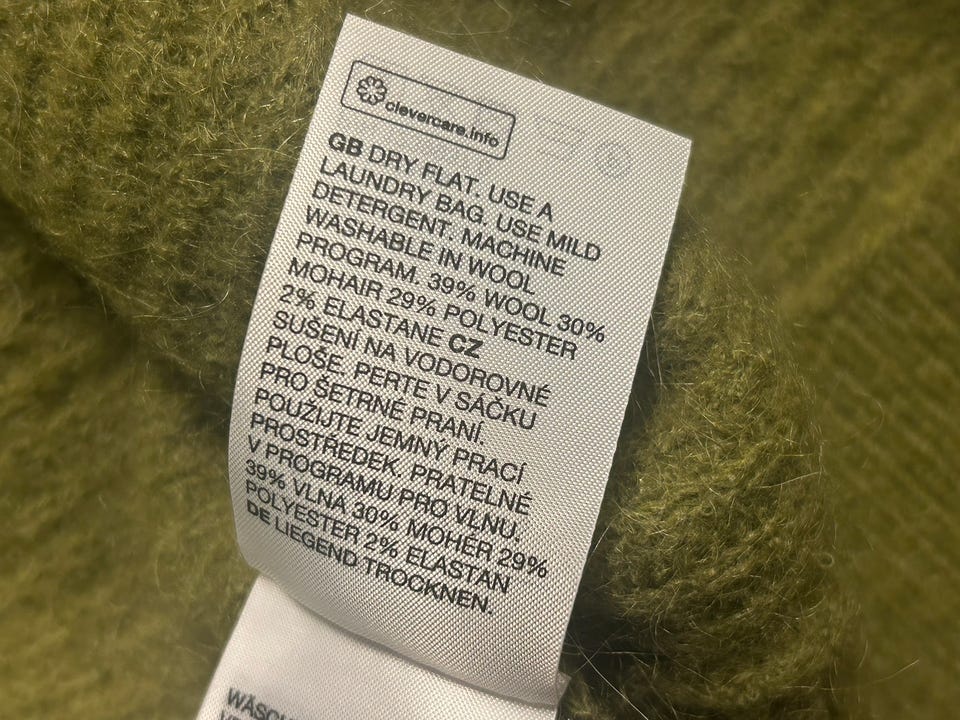 clevercare.info
GB DRY FLAT. USE A
LAUNDRY BAG. USE MILD
DETERGENT. MACHINE
WASHABLE IN WOOL
PROGRAM. 39% WOOL 30%
MOHAIR 29% POLYESTER
2% ELASTANE CZ
SUŠENÍ NA VODOROVNÉ
PLOŠE. PERTE V SÁČKU
PRO ŠETRNÉ PRANÍ.
POUŽIJTE JEMNÝ PRACÍ
PROSTŘEDEK. PRATELNÉ
V PROGRAMU PRO VLNU.
39% VLNA 30% MOHÉR 29%
POLYESTER 2% ELASTAN
DE LIEGEND TROCKNEN.